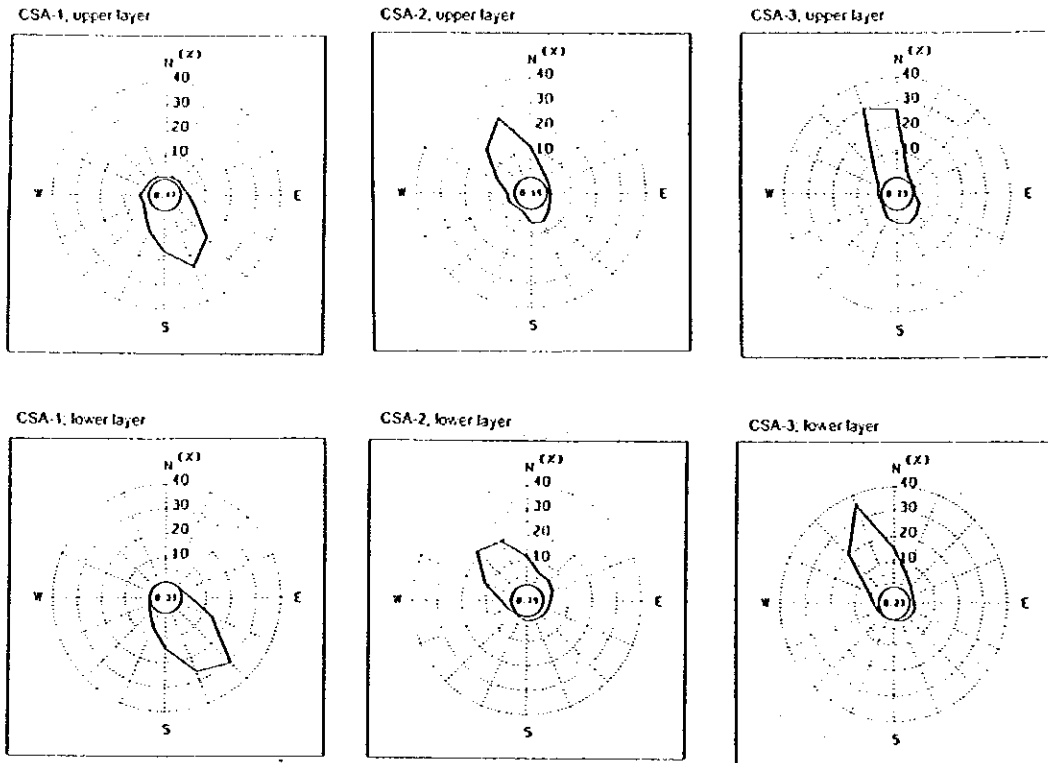 CSA-1, upper layer
N (%)
40
30
20
10
W
E
S
CSA-2, upper layer
N (%)
40
30
20
10
W
E
S
CSA-3, upper layer
N (%)
40
30
20
10
W
E
S
CSA-1, lower layer
N (%)
40
30
20
10
W
E
S
CSA-2, lower layer
N (%)
40
30
20
10
W
E
S
CSA-3, lower layer
N (%)
40
30
20
10
W
E
S